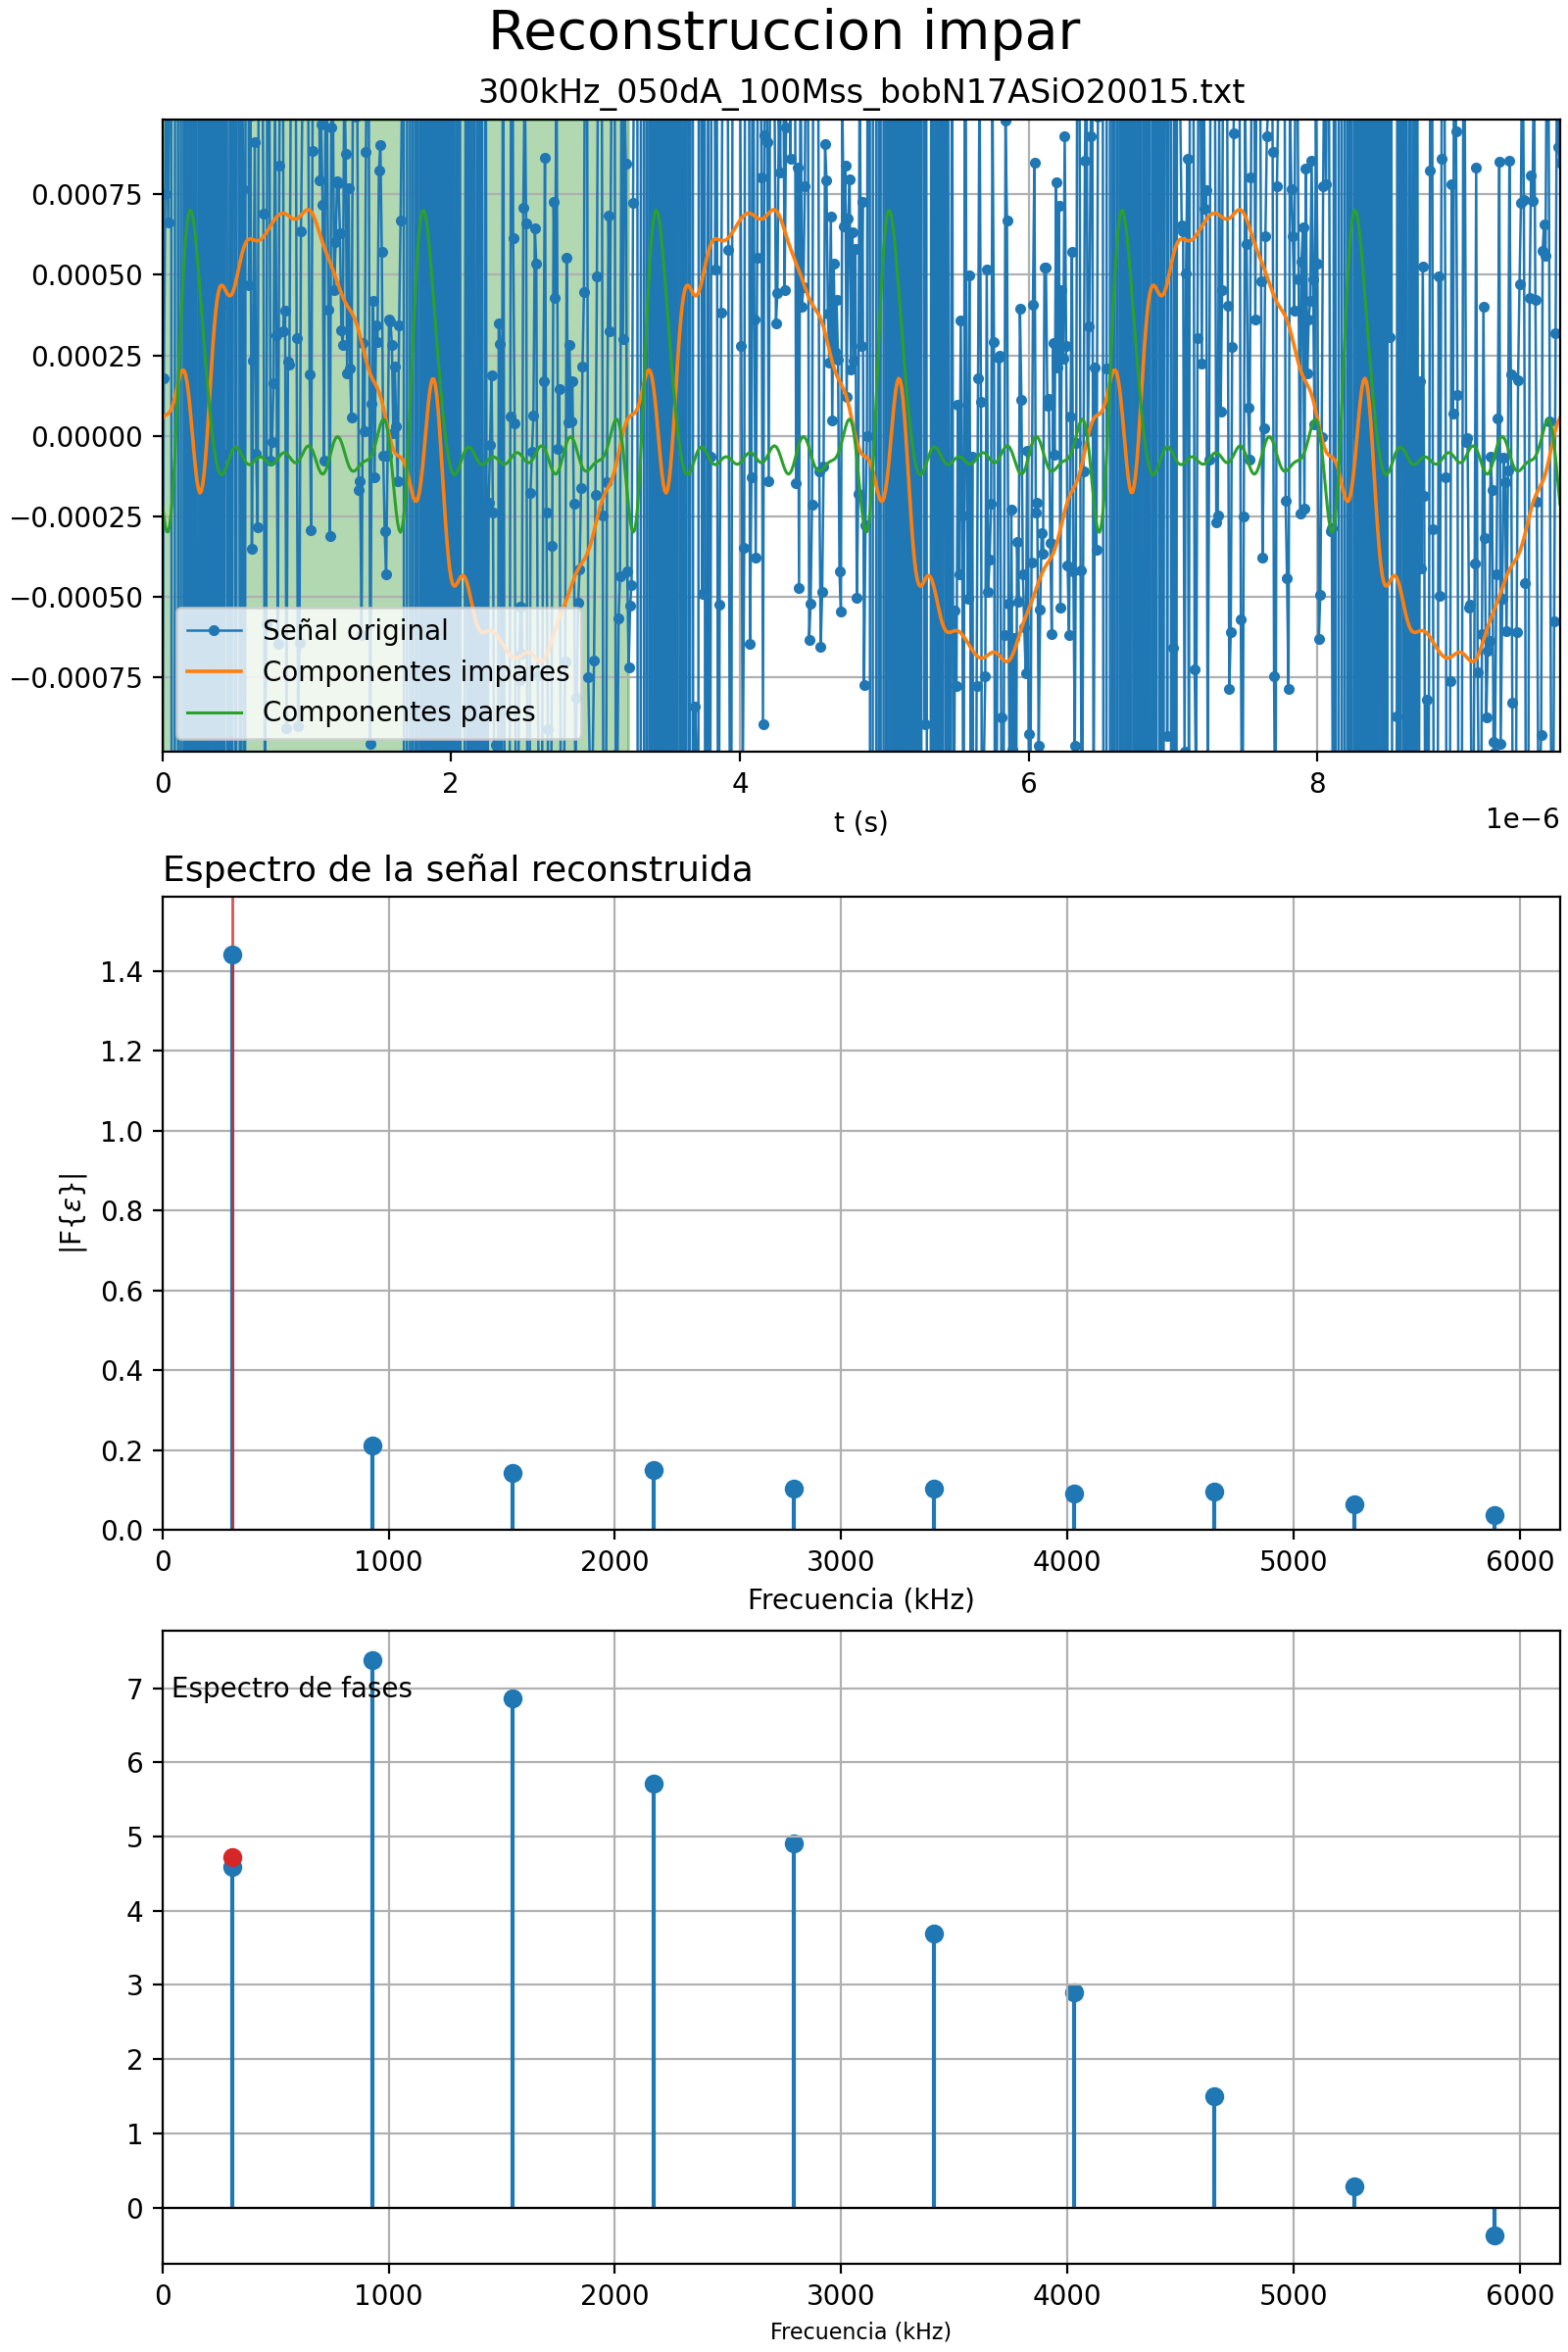 Reconstruccion impar
300kHz_050dA_100Mss_bobN17ASiO20015.txt
0.00075
0.00050
0.00025
0.00000
−0.00025
−0.00050
−0.00075
Señal original
Componentes impares
Componentes pares
0 2 4 6 8
1e−6
t (s)
Espectro de la señal reconstruida
1.4
1.2
1.0
0.8
0.6
0.4
0.2
0.0
|F{ε}|
0 1000 2000 3000 4000 5000 6000
Frecuencia (kHz)
Espectro de fases
7
6
5
4
3
2
1
0
0 1000 2000 3000 4000 5000 6000
Frecuencia (kHz)